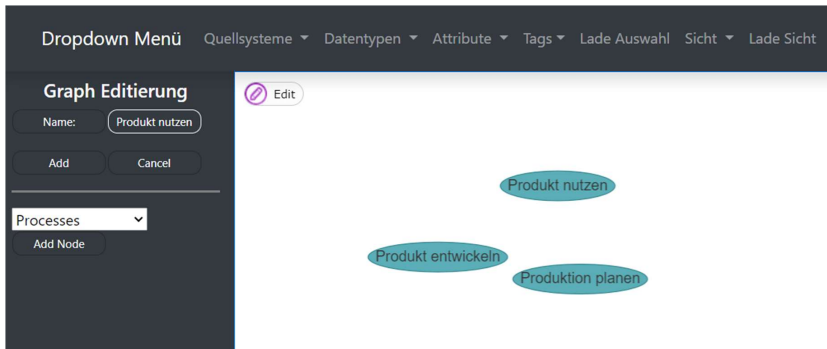 Dropdown Menü Quellsysteme Datentypen Attribute Tags Lade Auswahl Sicht Lade Sicht
Graph Editierung
Name: Produkt nutzen
Add Cancel
Processes
Add Node
Edit
Produkt nutzen
Produkt entwickeln
Produktion planen